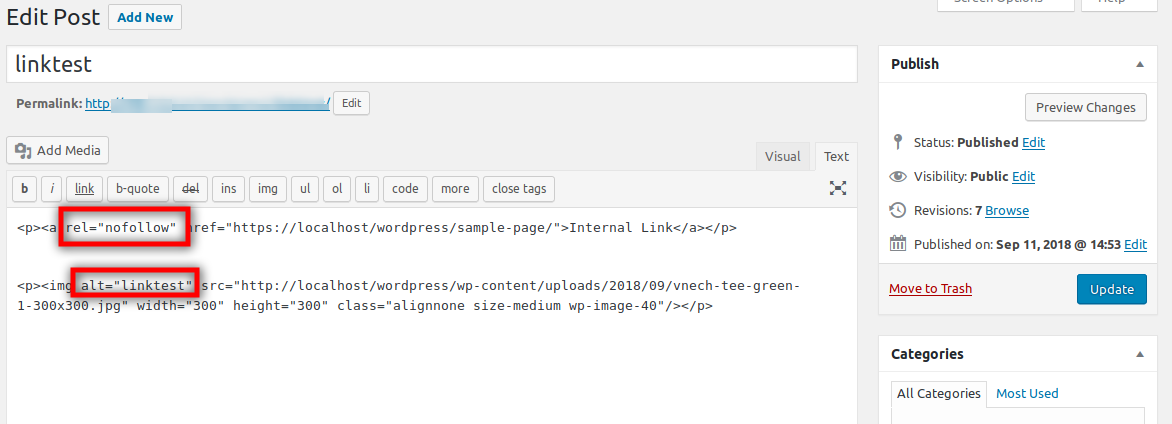 Edit Post Add New
Screen Options Help
linktest
Permalink: http / Edit
Add Media
Visual Text
b i link b-quote del ins img ul ol li code more close tags
<p><a rel="nofollow" href="https://localhost/wordpress/sample-page/">Internal Link</a></p>
<p><img alt="linktest" src="http://localhost/wordpress/wp-content/uploads/2018/09/vnech-tee-green-
1-300x300.jpg" width="300" height="300" class="alignnone size-medium wp-image-40"/></p>
Publish
Preview Changes
Status: Published Edit
Visibility: Public Edit
Revisions: 7 Browse
Published on: Sep 11, 2018 @ 14:53 Edit
Move to Trash Update
Categories
All Categories Most Used